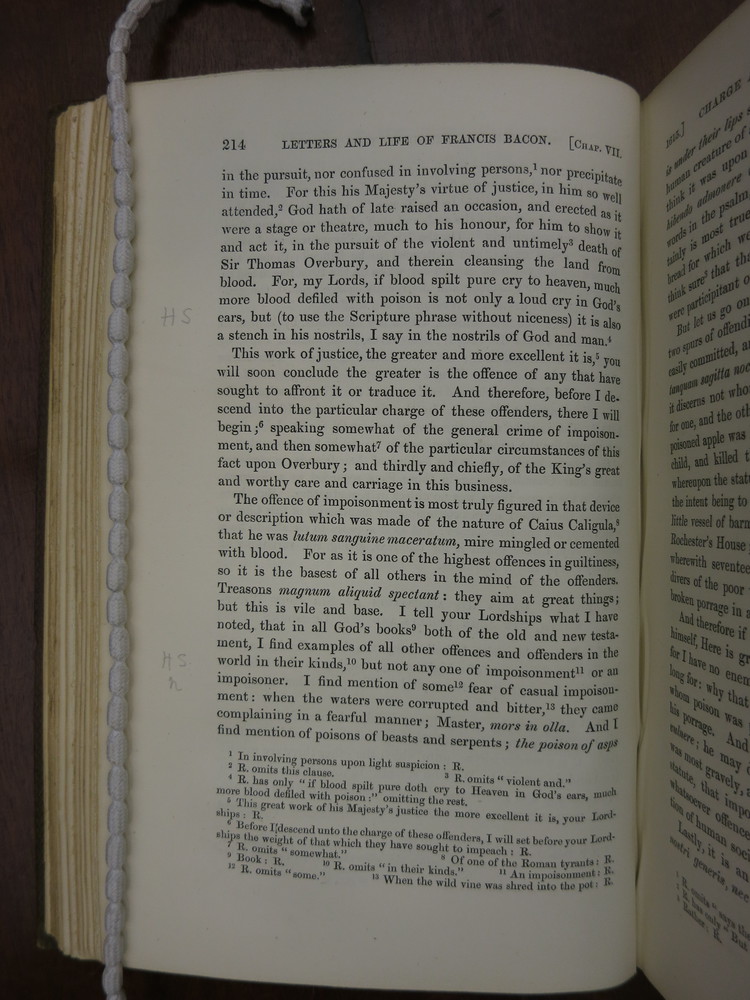 214 LETTERS AND LIFE OF FRANCIS BACON. [CHAP. VII.
in the pursuit, nor confused in involving persons,¹ nor precipitate
in time. For this his Majesty's virtue of justice, in him so well
attended,² God hath of late raised an occasion, and erected as it
were a stage or theatre, much to his honour, for him to show it
and act it, in the pursuit of the violent and untimely³ death of
Sir Thomas Overbury, and therein cleansing the land from
blood. For, my Lords, if blood spilt pure cry to heaven, much
more blood defiled with poison is not only a loud cry in God's
ears, but (to use the Scripture phrase without niceness) it is also
a stench in his nostrils, I say in the nostrils of God and man.⁴
This work of justice, the greater and more excellent it is,⁵ you
will soon conclude the greater is the offence of any that have
sought to affront it or traduce it. And therefore, before I de-
scend into the particular charge of these offenders, there I will
begin;⁶ speaking somewhat of the general crime of impoison-
ment, and then somewhat⁷ of the particular circumstances of this
fact upon Overbury; and thirdly and chiefly, of the King's great
and worthy care and carriage in this business.
The offence of impoisonment is most truly figured in that device
or description which was made of the nature of Caius Caligula,⁸
that he was lutum sanguine maceratum, mire mingled or cemented
with blood. For as it is one of the highest offences in guiltiness,
so it is the basest of all others in the mind of the offenders.
Treasons magnum aliquid spectant: they aim at great things;
but this is vile and base. I tell your Lordships what I have
noted, that in all God's books⁹ both of the old and new testa-
ment, I find examples of all other offences and offenders in the
world in their kinds,¹⁰ but not any one of impoisonment¹¹ or an
impoisoner. I find mention of some¹² fear of casual impoison-
ment: when the waters were corrupted and bitter,¹³ they came
complaining in a fearful manner; Master, mors in olla. And I
find mention of poisons of beasts and serpents; the poison of asps
¹ In involving persons upon light suspicion: R.
² R. omits this clause. ³ R. omits "violent and."
⁴ R. has only "if blood spilt pure doth cry to Heaven in God's ears, much
more blood defiled with poison:" omitting the rest.
⁵ This great work of his Majesty's justice the more excellent it is, your Lord-
ships: R.
⁶ Before I descend unto the charge of these offenders, I will set before your Lord-
ships the weight of that which they have sought to impeach: R.
⁷ R. omits "somewhat." ⁸ Of one of the Roman tyrants: R.
⁹ Book: R. ¹⁰ R. omits "in their kinds." ¹¹ An impoisonment: R.
¹² R. omits "some." ¹³ When the wild vine was shred into the pot: R.
HS
HS
1615.] CHARGE
is under their lips
human creature of
think it was upon
bibendo admonere
words in the psalm
tainly is most true
bread for which we
think sure⁵ that th
were participant o
But let us go on
two spurs of offendi
easily committed, a
tanquam sagitta noc
it discerns not who
for one, and the oth
poisoned apple was
child, and killed t
whereupon the statu
the intent being to
little vessel of barn
Rochester's House
wherewith seventee
divers of the poor
broken porrage in a
And therefore if
himself, Here is gr
for I have no enem
long for: why that
whom poison was
his porrage. And
evitare: he may d
was most gravely, a
statute, that impo
whatsoever offence
tion of human soci
Lastly, it is an
nostri generis, nec